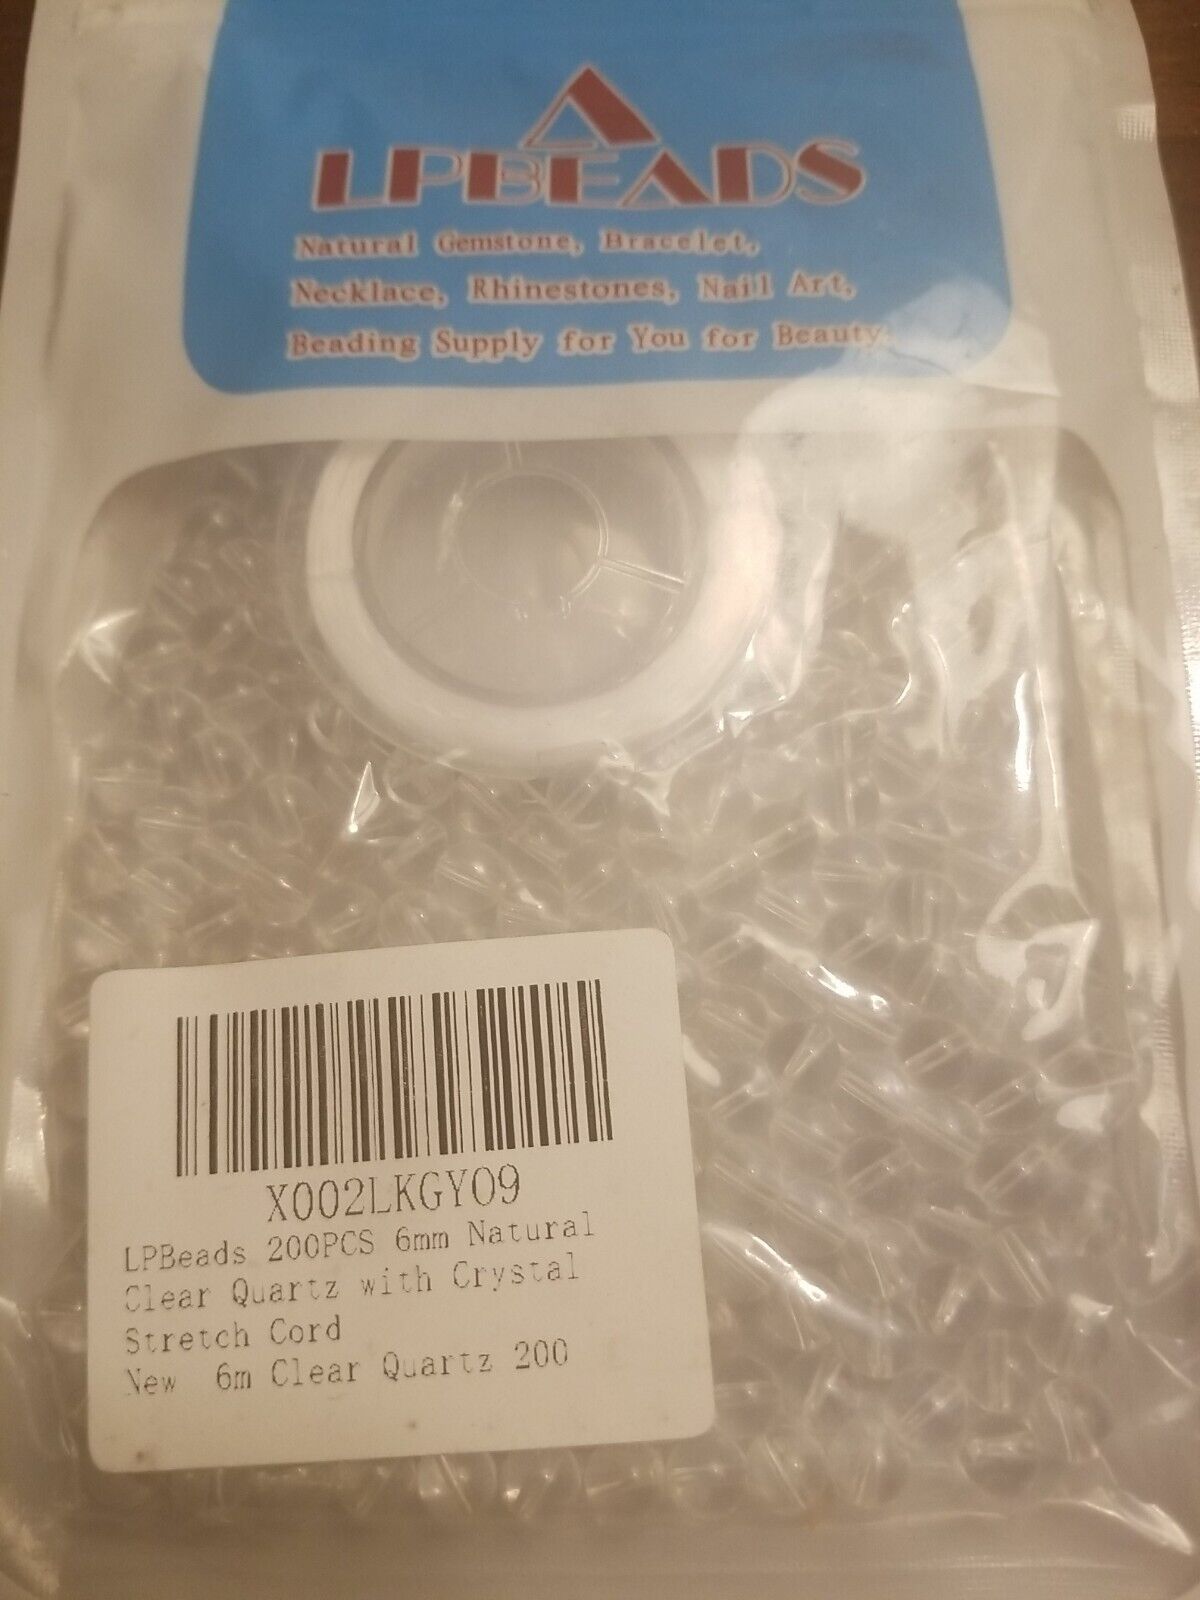 LPBEADS
Natural Gemstone, Bracelet,
Necklace, Rhinestones, Nail Art,
Beading Supply for You for Beauty.
X002LKGYO9
LPBeads 200PCS 6mm Natural
Clear Quartz with Crystal
Stretch Cord
New 6m Clear Quartz 200